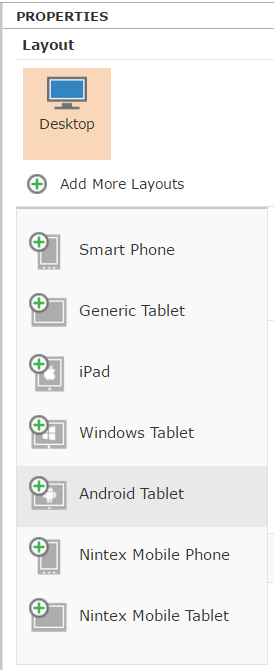 PROPERTIES
Layout
Desktop
Add More Layouts
Smart Phone
Generic Tablet
iPad
Windows Tablet
Android Tablet
Nintex Mobile Phone
Nintex Mobile Tablet